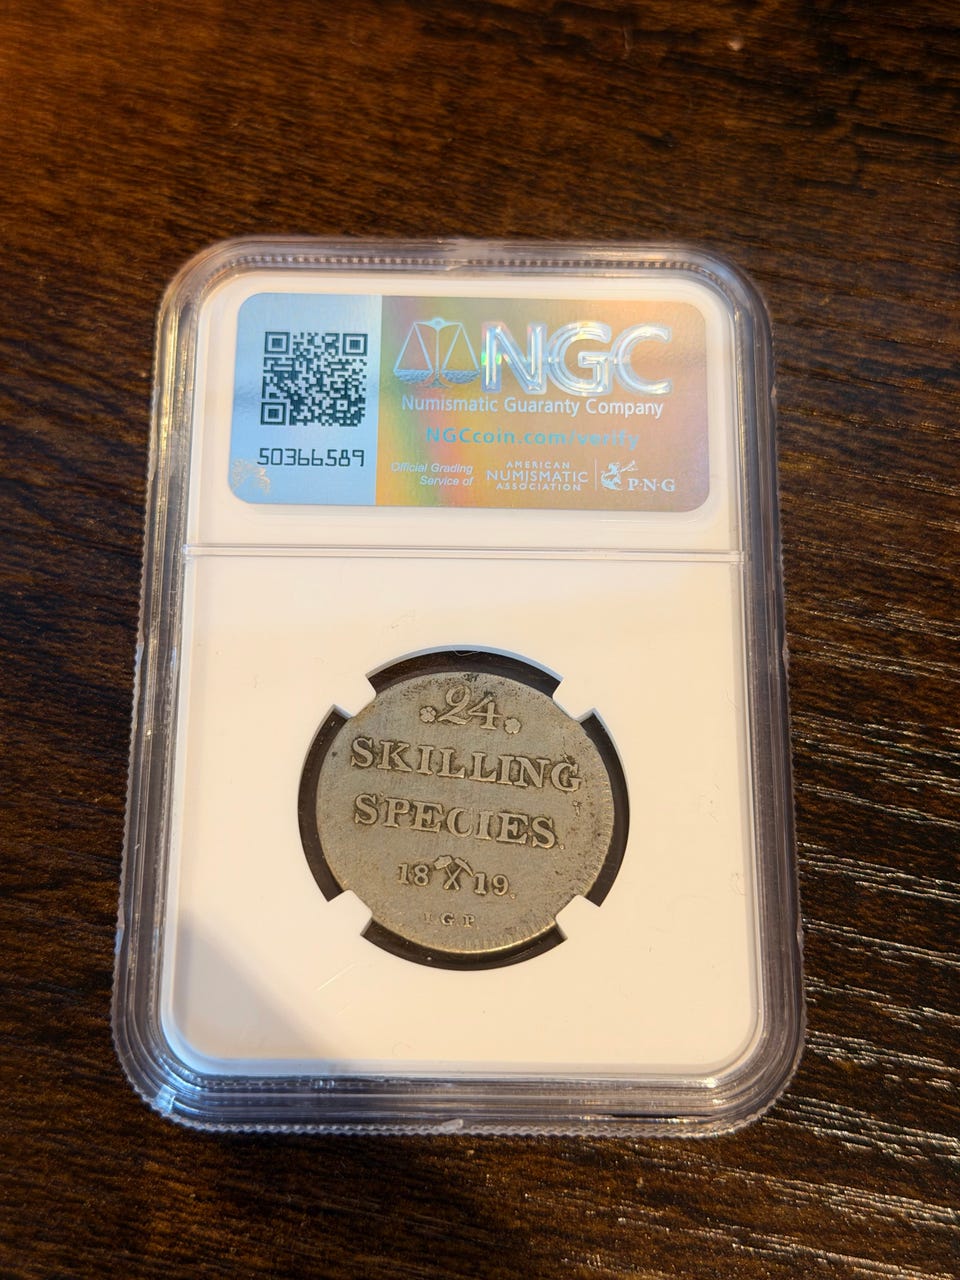 NGC
Numismatic Guaranty Company
NGCcoin.com/verify
50366589
Official Grading
Service of
AMERICAN
NUMISMATIC
ASSOCIATION
P·N·G
.24.
SKILLING
SPECIES.
18 19.
I G P.